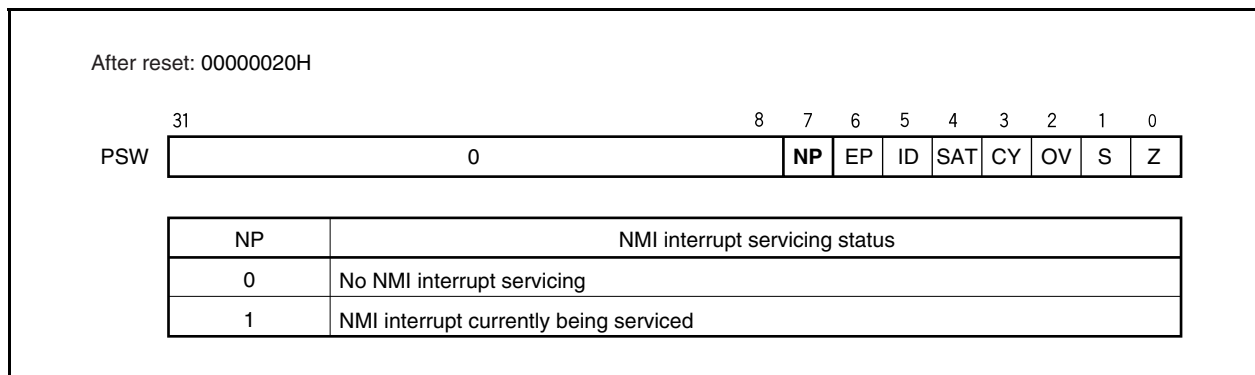 After reset: 00000020H
31 8 7 6 5 4 3 2 1 0
PSW 0 NP EP ID SAT CY OV S Z
NP NMI interrupt servicing status
0 No NMI interrupt servicing
1 NMI interrupt currently being serviced